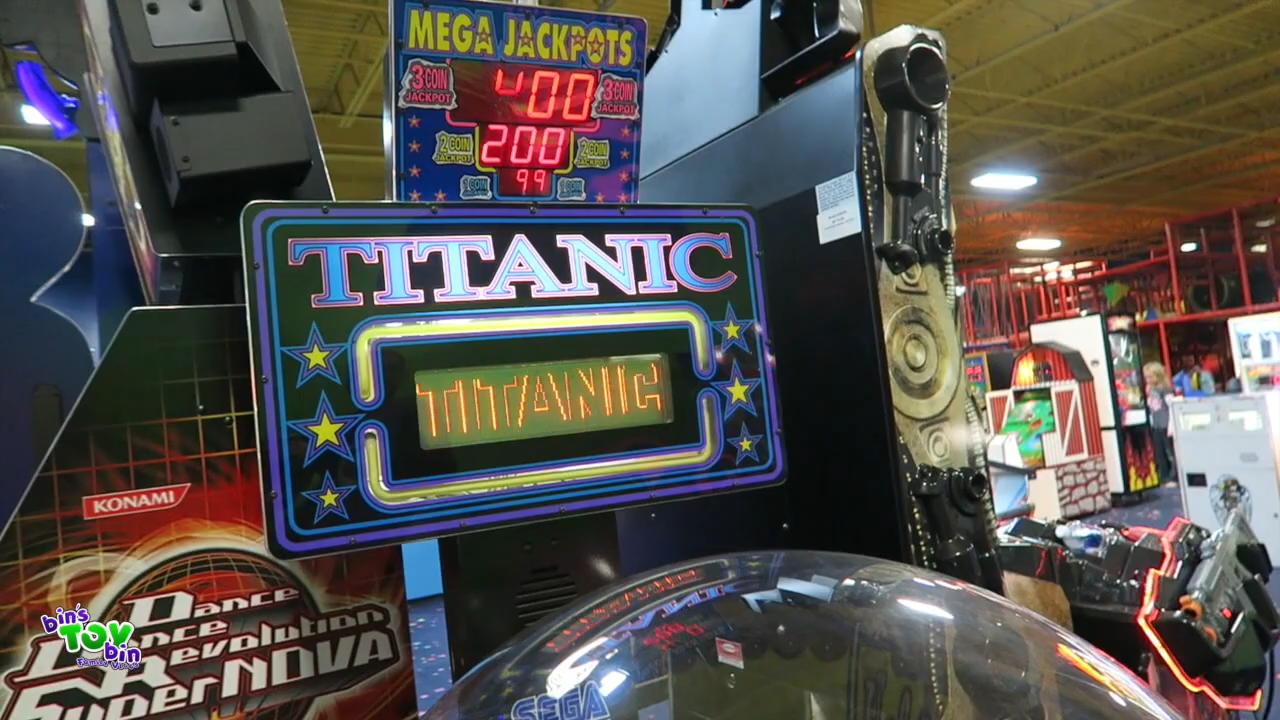 MEGA JACKPOTS
3 COIN JACKPOT
400
3 COIN JACKPOT
2 COIN JACKPOT
200
2 COIN JACKPOT
1 COIN
99
1 COIN
TITANIC
TITANIC
KONAMI
Dance
Dance
Revolution
SuperNOVA
bin's
TOY
bin
SEGA